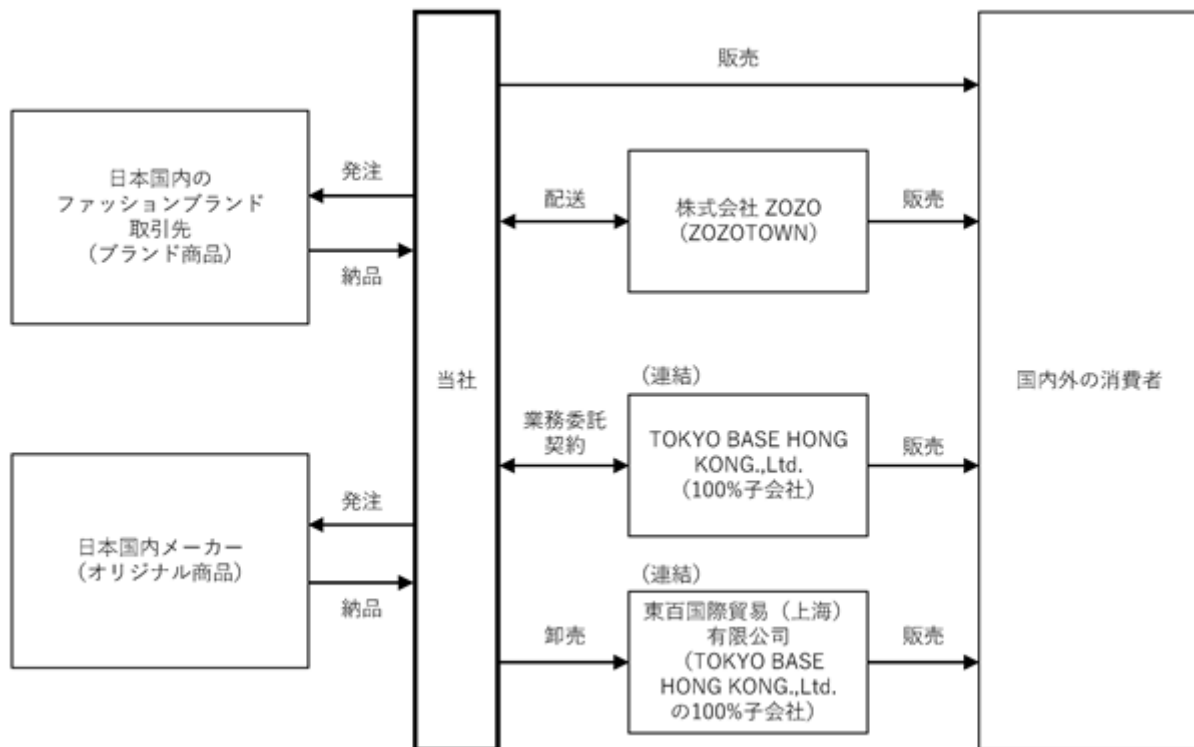 販売
日本国内の
ファッションブランド
取引先
(ブランド商品)
発注
納品
配送
株式会社 ZOZO
(ZOZOTOWN)
販売
当社
国内外の消費者
(連結)
業務委託
契約
TOKYO BASE HONG
KONG.,Ltd.
(100%子会社)
販売
日本国内メーカー
(オリジナル商品)
発注
納品
(連結)
卸売
東百国際貿易(上海)
有限公司
(TOKYO BASE
HONG KONG.,Ltd.
の100%子会社)
販売